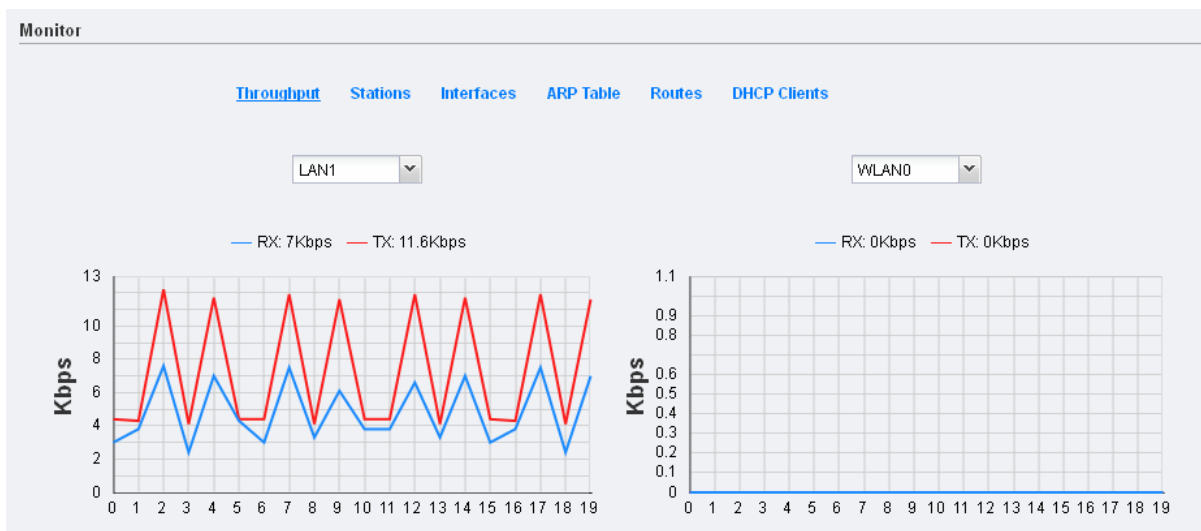 Monitor
Throughput Stations Interfaces ARP Table Routes DHCP Clients
LAN1
WLAN0
RX: 7Kbps TX: 11.6Kbps
RX: 0Kbps TX: 0Kbps
Kbps
13
10
8
6
4
2
0
0 1 2 3 4 5 6 7 8 9 10 11 12 13 14 15 16 17 18 19
Kbps
1.1
0.9
0.8
0.6
0.5
0.4
0.3
0.2
0.1
0
0 1 2 3 4 5 6 7 8 9 10 11 12 13 14 15 16 17 18 19